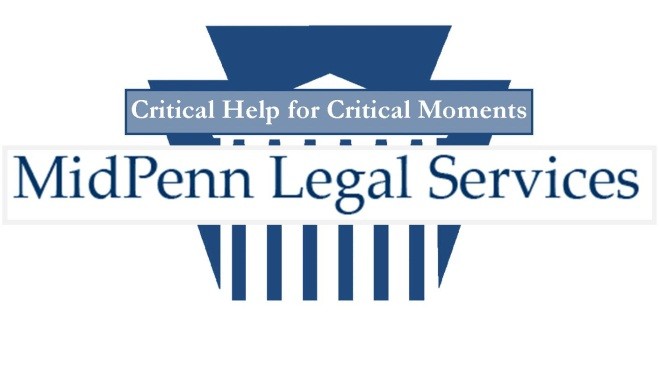 Critical Help for Critical Moments
MidPenn Legal Services